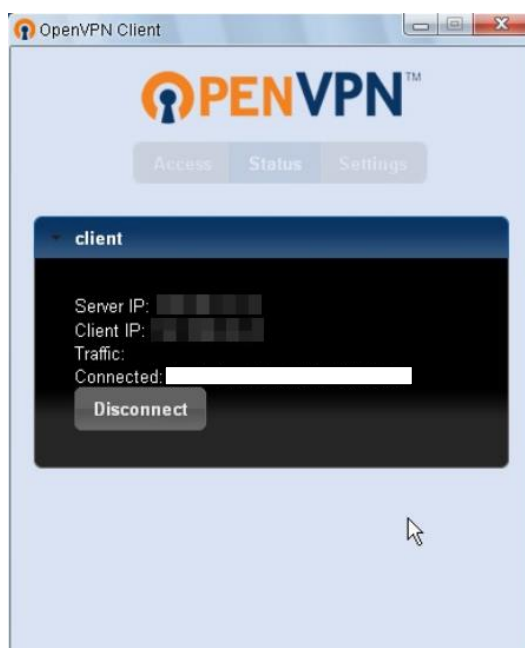 OpenVPN Client
OPENVPN™
Access Status Settings
client
Server IP:
Client IP:
Traffic:
Connected:
Disconnect